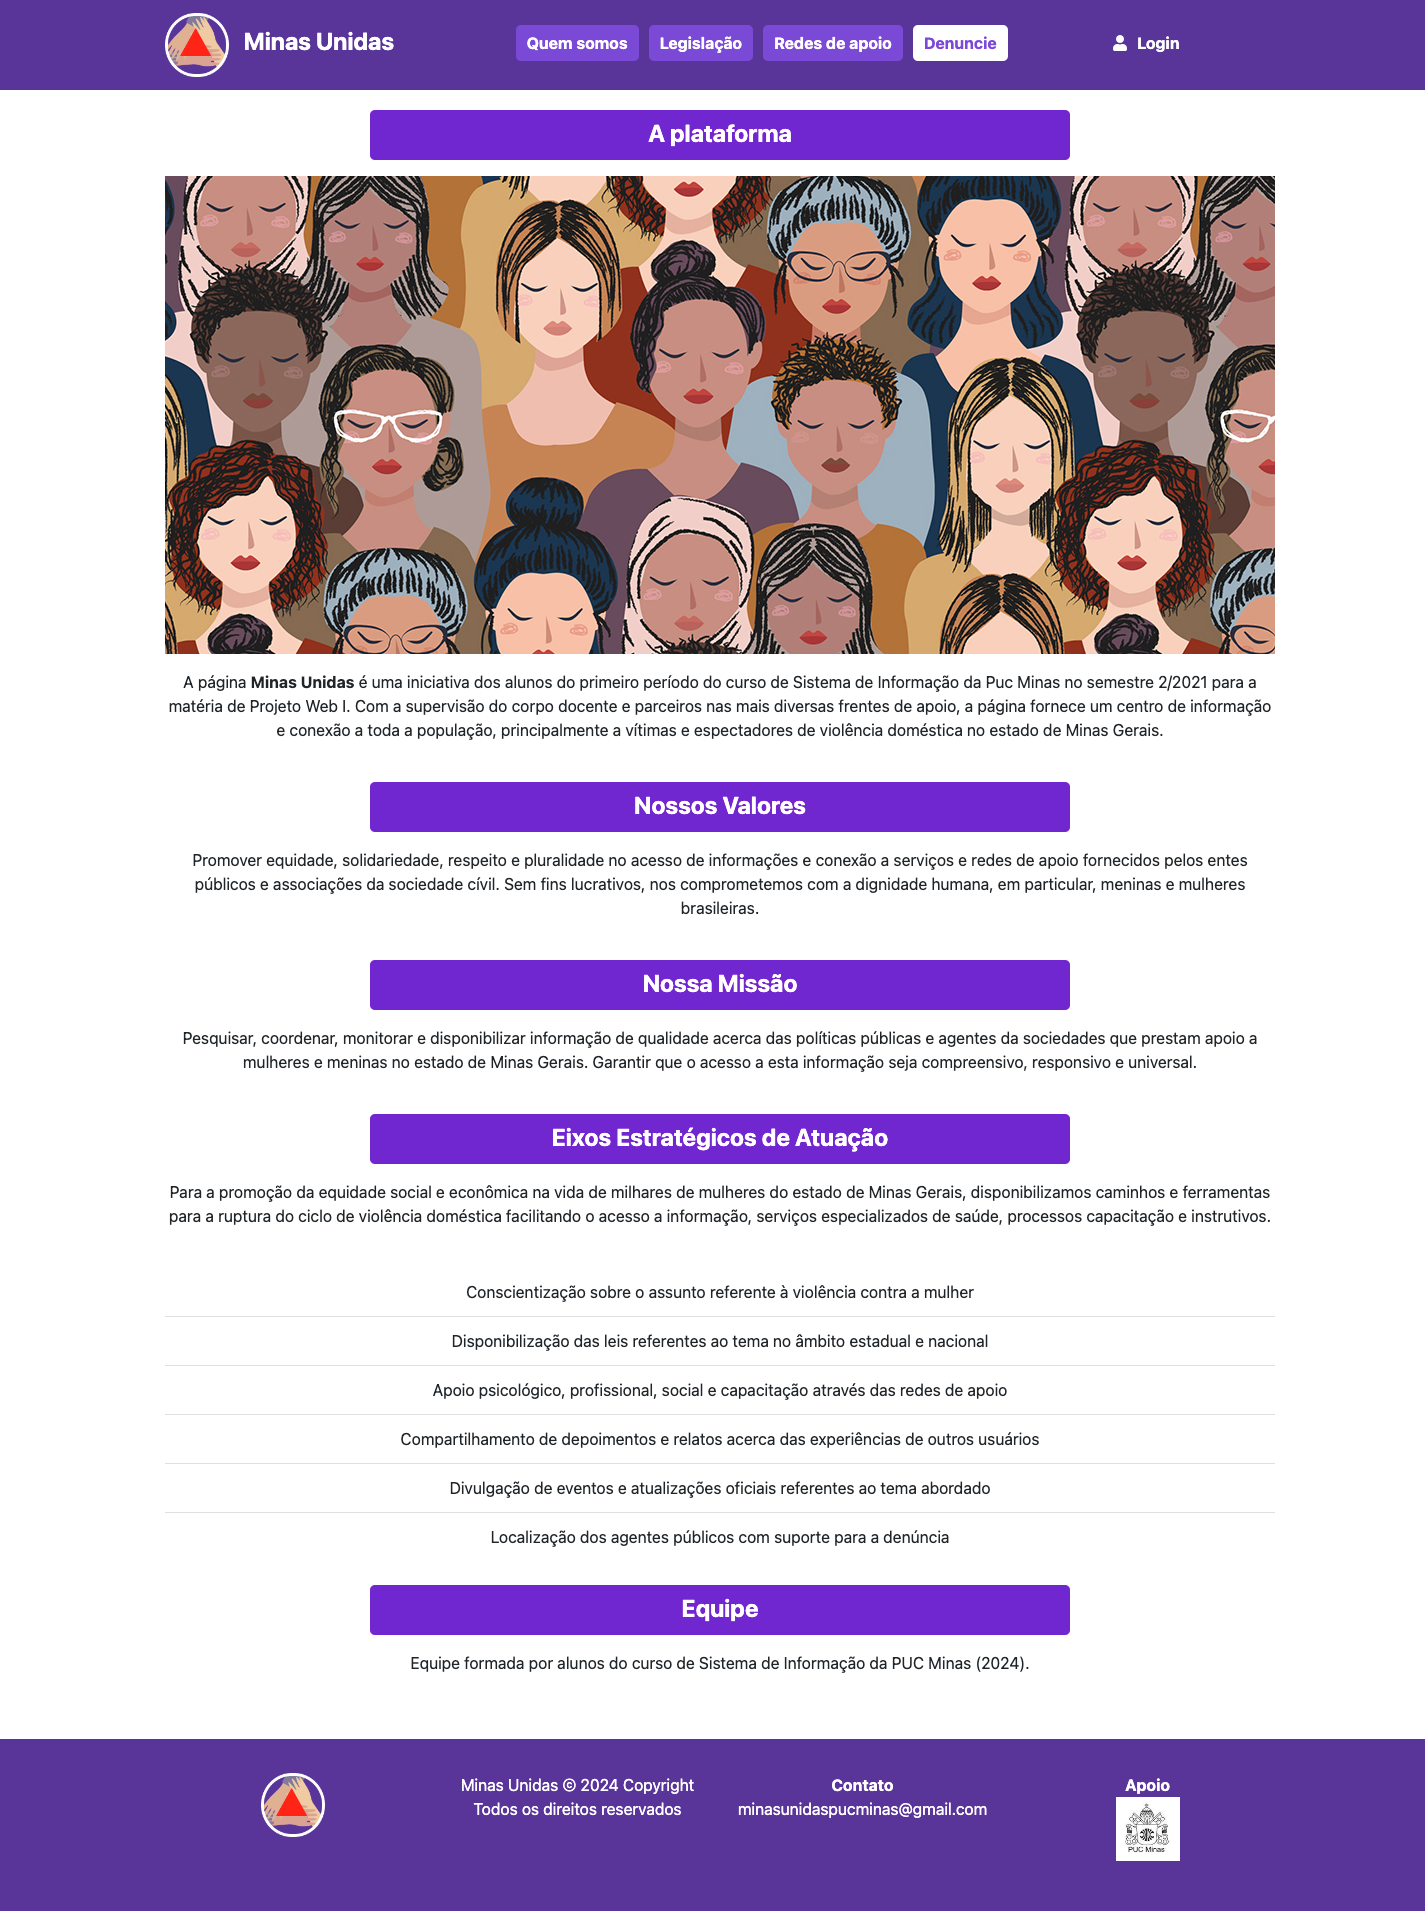 Minas Unidas
Quem somos
Legislação
Redes de apoio
Denuncie
Login
A plataforma
A página Minas Unidas é uma iniciativa dos alunos do primeiro período do curso de Sistema de Informação da Puc Minas no semestre 2/2021 para a
matéria de Projeto Web I. Com a supervisão do corpo docente e parceiros nas mais diversas frentes de apoio, a página fornece um centro de informação
e conexão a toda a população, principalmente a vítimas e espectadores de violência doméstica no estado de Minas Gerais.
Nossos Valores
Promover equidade, solidariedade, respeito e pluralidade no acesso de informações e conexão a serviços e redes de apoio fornecidos pelos entes
públicos e associações da sociedade cívil. Sem fins lucrativos, nos comprometemos com a dignidade humana, em particular, meninas e mulheres
brasileiras.
Nossa Missão
Pesquisar, coordenar, monitorar e disponibilizar informação de qualidade acerca das políticas públicas e agentes da sociedades que prestam apoio a
mulheres e meninas no estado de Minas Gerais. Garantir que o acesso a esta informação seja compreensivo, responsivo e universal.
Eixos Estratégicos de Atuação
Para a promoção da equidade social e econômica na vida de milhares de mulheres do estado de Minas Gerais, disponibilizamos caminhos e ferramentas
para a ruptura do ciclo de violência doméstica facilitando o acesso a informação, serviços especializados de saúde, processos capacitação e instrutivos.
Conscientização sobre o assunto referente à violência contra a mulher
Disponibilização das leis referentes ao tema no âmbito estadual e nacional
Apoio psicológico, profissional, social e capacitação através das redes de apoio
Compartilhamento de depoimentos e relatos acerca das experiências de outros usuários
Divulgação de eventos e atualizações oficiais referentes ao tema abordado
Localização dos agentes públicos com suporte para a denúncia
Equipe
Equipe formada por alunos do curso de Sistema de Informação da PUC Minas (2024).
Minas Unidas © 2024 Copyright
Todos os direitos reservados
Contato
minasunidaspucminas@gmail.com
Apoio
PUC Minas